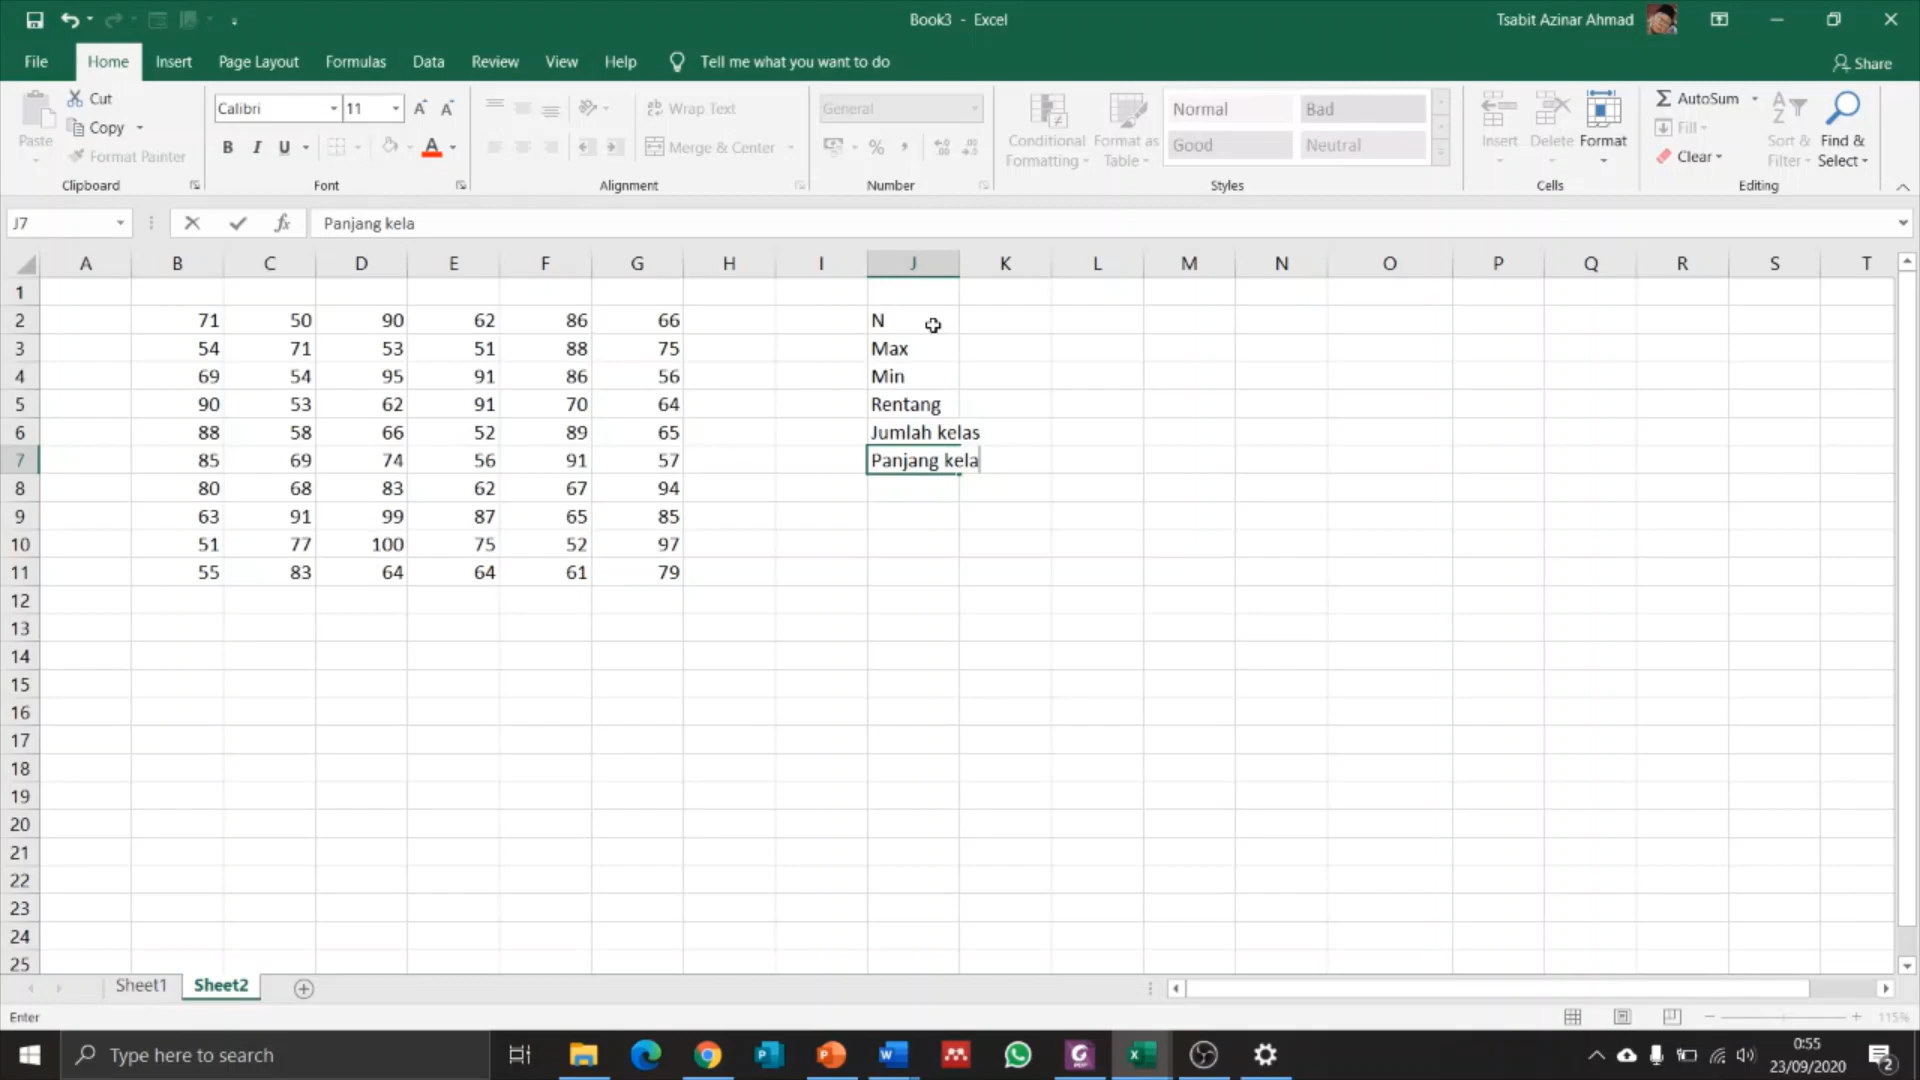 Book3 - Excel
Tsabit Azinar Ahmad
File Home Insert Page Layout Formulas Data Review View Help Tell me what you want to do
Share
Paste
Cut
Copy
Format Painter
Clipboard
Calibri 11
B I U
Font
Wrap Text
Merge & Center
Alignment
General
Number
Conditional Formatting
Format as Table
Normal Bad
Good Neutral
Styles
Insert Delete Format
Cells
AutoSum
Fill
Clear
Sort & Filter
Find & Select
Editing
J7 fx Panjang kela
A B C D E F G H I J K L M N O P Q R S T
1
2 71 50 90 62 86 66 N
3 54 71 53 51 88 75 Max
4 69 54 95 91 86 56 Min
5 90 53 62 91 70 64 Rentang
6 88 58 66 52 89 65 Jumlah kelas
7 85 69 74 56 91 57 Panjang kela
8 80 68 83 62 67 94
9 63 91 99 87 65 85
10 51 77 100 75 52 97
11 55 83 64 64 61 79
12
13
14
15
16
17
18
19
20
21
22
23
24
25
Sheet1 Sheet2
Enter
115%
Type here to search
0:55
23/09/2020
2